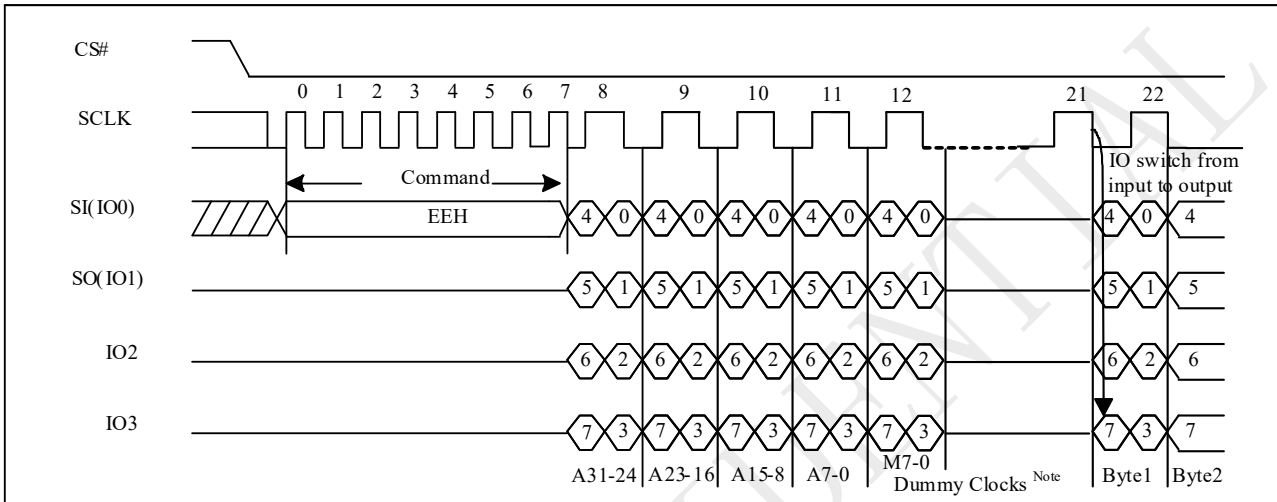 CS#
0 1 2 3 4 5 6 7 8 9 10 11 12 21 22
SCLK
IO switch from
input to output
Command
SI(IO0) EEH 4 0 4 0 4 0 4 0 4 0 4 0 4
SO(IO1) 5 1 5 1 5 1 5 1 5 1 5 1 5
IO2 6 2 6 2 6 2 6 2 6 2 6 2 6
IO3 7 3 7 3 7 3 7 3 7 3 7 3 7
A31-24 A23-16 A15-8 A7-0 M7-0 Dummy Clocks Note Byte1 Byte2
DENTIAL